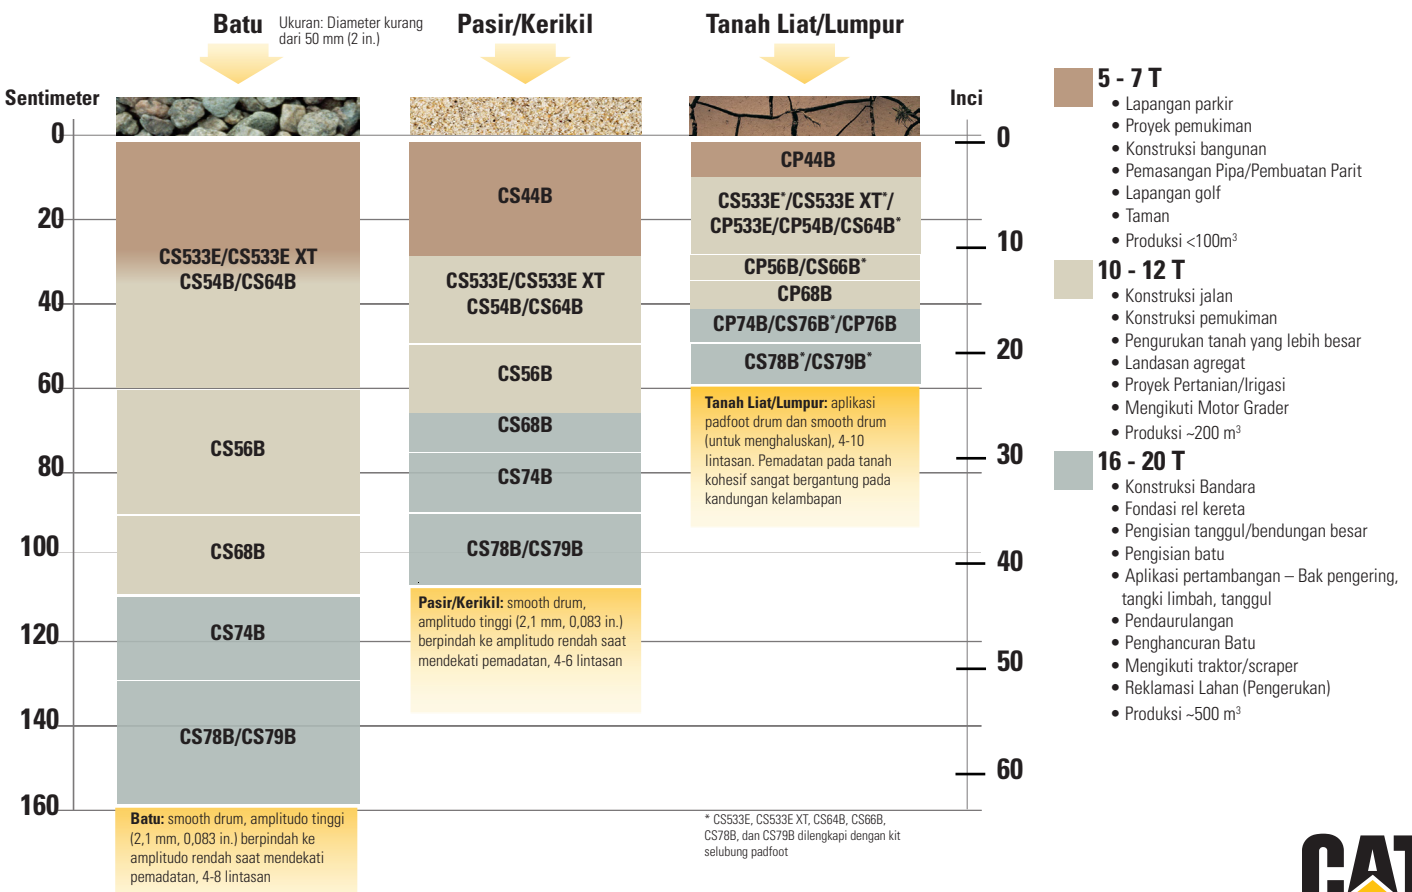 Batu
Ukuran: Diameter kurang
dari 50 mm (2 in.)
Pasir/Kerikil
Tanah Liat/Lumpur
Sentimeter
0
20
40
60
80
100
120
140
160
CS533E/CS533E XT
CS54B/CS64B
CS56B
CS68B
CS74B
CS78B/CS79B
Batu: smooth drum, amplitudo tinggi
(2,1 mm, 0,083 in.) berpindah ke
amplitudo rendah saat mendekati
pemadatan, 4-8 lintasan
CS44B
CS533E/CS533E XT
CS54B/CS64B
CS56B
CS68B
CS74B
CS78B/CS79B
Pasir/Kerikil: smooth drum,
amplitudo tinggi (2,1 mm, 0,083 in.)
berpindah ke amplitudo rendah saat
mendekati pemadatan, 4-6 lintasan
CP44B
CS533E*/CS533E XT*/
CP533E/CP54B/CS64B*
CP56B/CS66B*
CP68B
CP74B/CS76B*/CP76B
CS78B*/CS79B*
Tanah Liat/Lumpur: aplikasi
padfoot drum dan smooth drum
(untuk menghaluskan), 4-10
lintasan. Pemadatan pada tanah
kohesif sangat bergantung pada
kandungan kelambapan
* CS533E, CS533E XT, CS64B, CS66B,
CS78B, dan CS79B dilengkapi dengan kit
selubung padfoot
Inci
0
10
20
30
40
50
60
5 - 7 T
• Lapangan parkir
• Proyek pemukiman
• Konstruksi bangunan
• Pemasangan Pipa/Pembuatan Parit
• Lapangan golf
• Taman
• Produksi <100m³
10 - 12 T
• Konstruksi jalan
• Konstruksi pemukiman
• Pengurukan tanah yang lebih besar
• Landasan agregat
• Proyek Pertanian/Irigasi
• Mengikuti Motor Grader
• Produksi ~200 m³
16 - 20 T
• Konstruksi Bandara
• Fondasi rel kereta
• Pengisian tanggul/bendungan besar
• Pengisian batu
• Aplikasi pertambangan – Bak pengering,
tangki limbah, tanggul
• Pendaurulangan
• Penghancuran Batu
• Mengikuti traktor/scraper
• Reklamasi Lahan (Pengerukan)
• Produksi ~500 m³
CAT